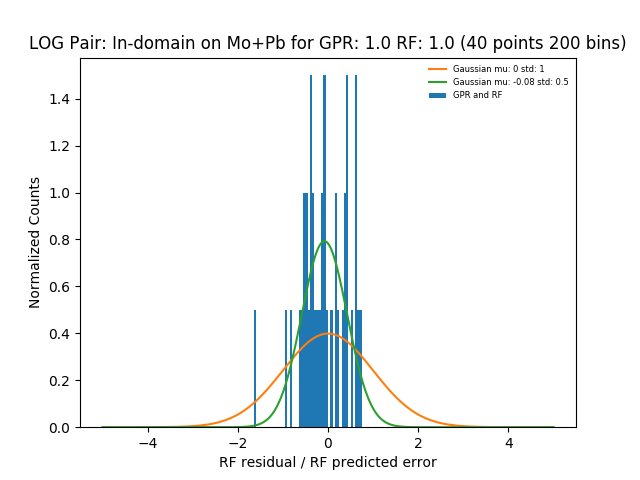 LOG Pair: In-domain on Mo+Pb for GPR: 1.0 RF: 1.0 (40 points 200 bins)
Gaussian mu: 0 std: 1
Gaussian mu: -0.08 std: 0.5
GPR and RF
Normalized Counts
1.4
1.2
1.0
0.8
0.6
0.4
0.2
0.0
−4 −2 0 2 4
RF residual / RF predicted error